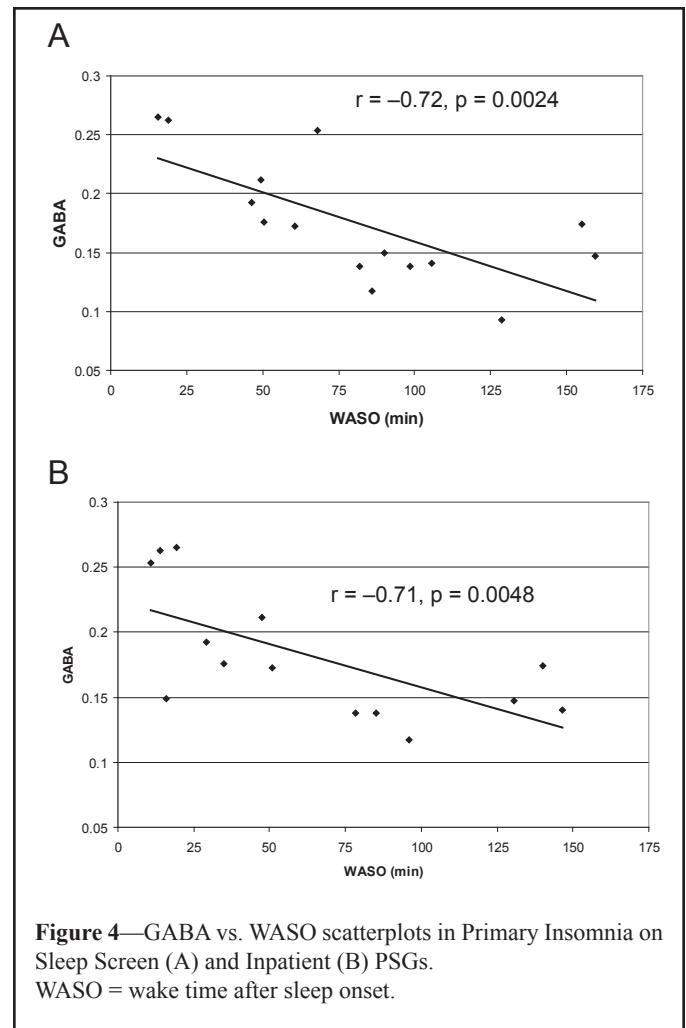 A
r = –0.72, p = 0.0024
0.3
0.25
0.2
0.15
0.1
0.05
GABA
0 25 50 75 100 125 150 175
WASO (min)
B
r = –0.71, p = 0.0048
0.3
0.25
0.2
0.15
0.1
0.05
GABA
0 25 50 75 100 125 150 175
WASO (min)
Figure 4—GABA vs. WASO scatterplots in Primary Insomnia on
Sleep Screen (A) and Inpatient (B) PSGs.
WASO = wake time after sleep onset.